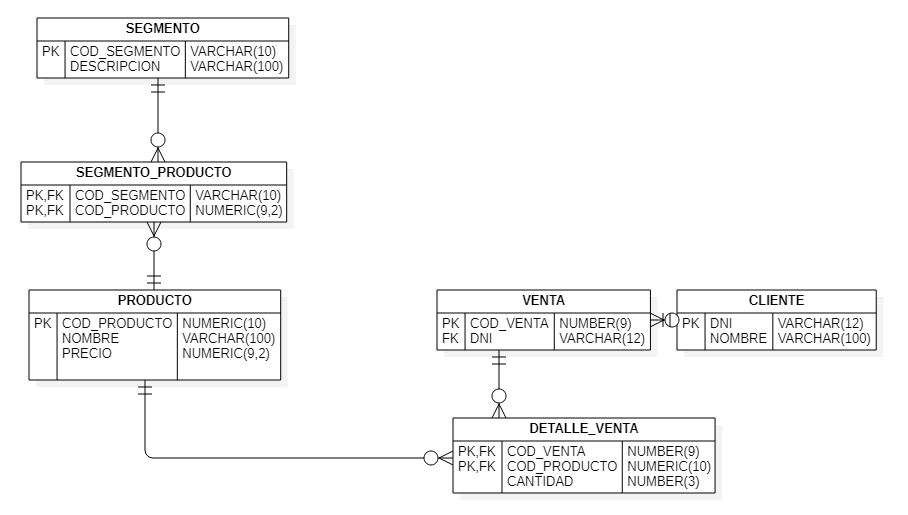 SEGMENTO
PK COD_SEGMENTO VARCHAR(10)
DESCRIPCION VARCHAR(100)
SEGMENTO_PRODUCTO
PK,FK COD_SEGMENTO VARCHAR(10)
PK,FK COD_PRODUCTO NUMERIC(9,2)
PRODUCTO
PK COD_PRODUCTO NUMERIC(10)
NOMBRE VARCHAR(100)
PRECIO NUMERIC(9,2)
VENTA
PK COD_VENTA NUMBER(9)
FK DNI VARCHAR(12)
CLIENTE
PK DNI VARCHAR(12)
NOMBRE VARCHAR(100)
DETALLE_VENTA
PK,FK COD_VENTA NUMBER(9)
PK,FK COD_PRODUCTO NUMERIC(10)
CANTIDAD NUMBER(3)